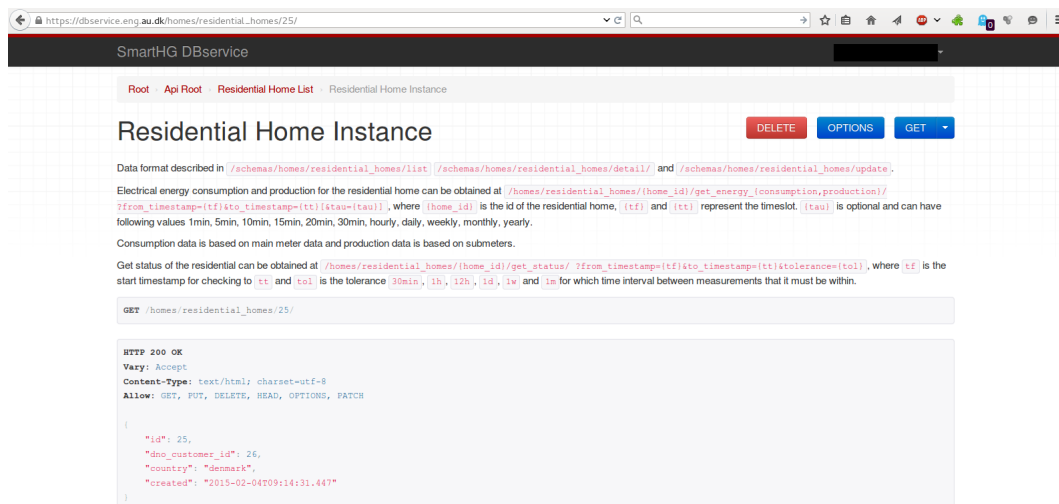 https://dbservice.eng.au.dk/homes/residential_homes/25/
SmartHG DBservice
Root Api Root Residential Home List Residential Home Instance
Residential Home Instance
DELETE OPTIONS GET
Data format described in /schemas/homes/residential_homes/list /schemas/homes/residential_homes/detail/ and /schemas/homes/residential_homes/update.
Electrical energy consumption and production for the residential home can be obtained at /homes/residential_homes/{home_id}/get_energy_{consumption,production}/
?from_timestamp={tf}&to_timestamp={tt}[&tau={tau}], where {home_id} is the id of the residential home, {tf} and {tt} represent the timeslot. {tau} is optional and can have
following values 1min, 5min, 10min, 15min, 20min, 30min, hourly, daily, weekly, monthly, yearly.
Consumption data is based on main meter data and production data is based on submeters.
Get status of the residential can be obtained at /homes/residential_homes/{home_id}/get_status/ ?from_timestamp={tf}&to_timestamp={tt}&tolerance={tol}, where tf is the
start timestamp for checking to tt and tol is the tolerance 30min, 1h, 12h, 1d, 1w and 1m for which time interval between measurements that it must be within.
GET /homes/residential_homes/25/
HTTP 200 OK
Vary: Accept
Content-Type: text/html; charset=utf-8
Allow: GET, PUT, DELETE, HEAD, OPTIONS, PATCH
{
"id": 25,
"dno_customer_id": 26,
"country": "denmark",
"created": "2015-02-04T09:14:31.447"
}